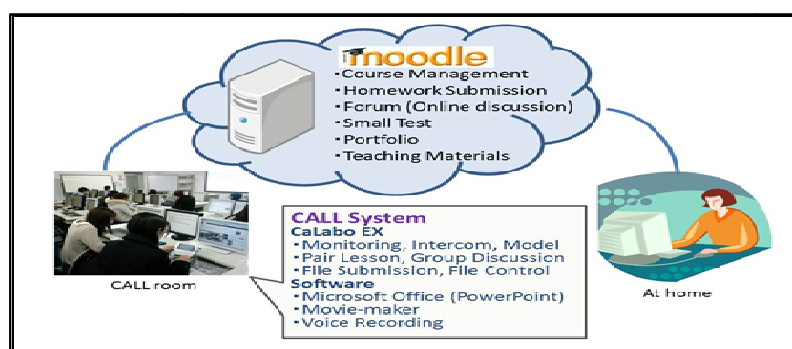 moodle
・Course Management
・Homework Submission
・Forum (Online discussion)
・Small Test
・Portfolio
・Teaching Materials
CALL System
CaLabo EX
・Monitoring, Intercom, Model
・Pair Lesson, Group Discussion
・File Submission, File Control
Software
・Microsoft Office (PowerPoint)
・Movie-maker
・Voice Recording
CALL room
At home